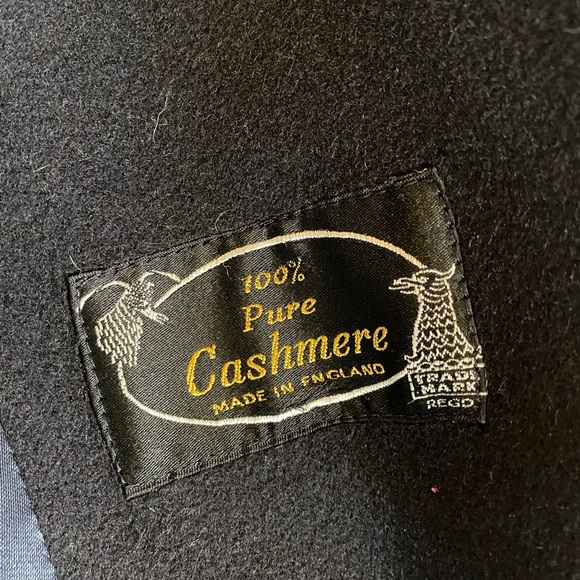 100%
Pure
Cashmere
MADE IN ENGLAND
TRADE
MARK
REGD